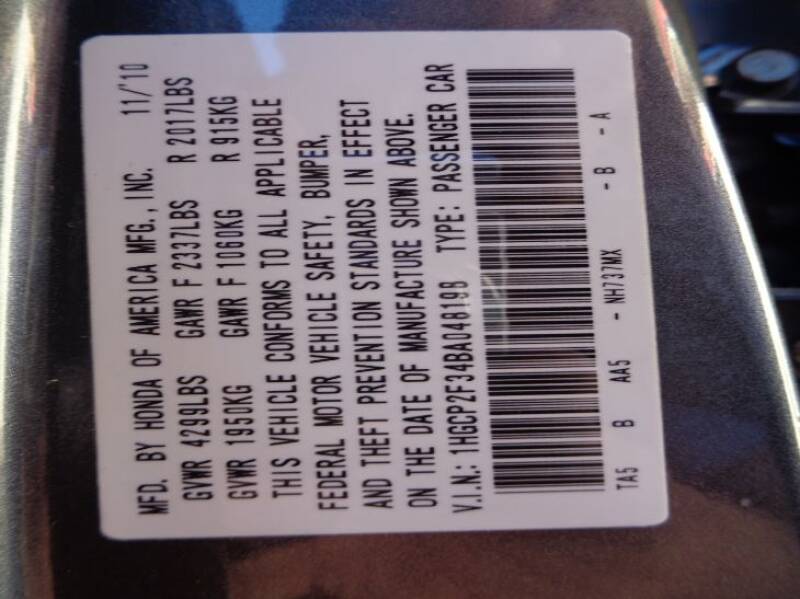 MFD. BY HONDA OF AMERICA MFG., INC. 11/'10
GVWR 4299LBS GAWR F 2337LBS R 2017LBS
GVWR 1950KG GAWR F 1060KG R 915KG
THIS VEHICLE CONFORMS TO ALL APPLICABLE
FEDERAL MOTOR VEHICLE SAFETY, BUMPER,
AND THEFT PREVENTION STANDARDS IN EFFECT
ON THE DATE OF MANUFACTURE SHOWN ABOVE.
V.I.N.: 1HGCP2F34BA048198 TYPE: PASSENGER CAR
TA5 B AA5 - NH737MX - B - A